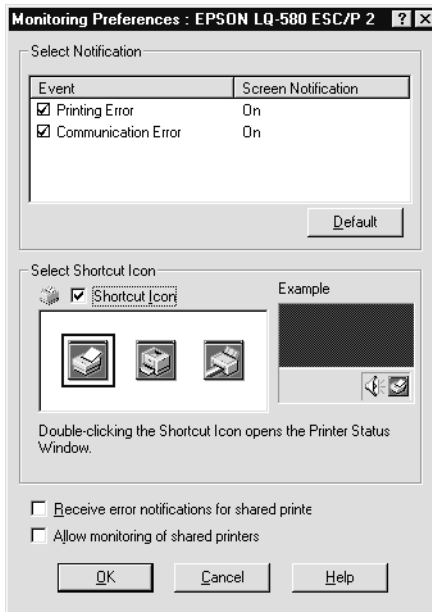 Monitoring Preferences : EPSON LQ-580 ESC/P 2
Select Notification
Event Screen Notification
Printing Error On
Communication Error On
Default
Select Shortcut Icon
Shortcut Icon
Example
Double-clicking the Shortcut Icon opens the Printer Status
Window.
Receive error notifications for shared printe
Allow monitoring of shared printers
OK Cancel Help